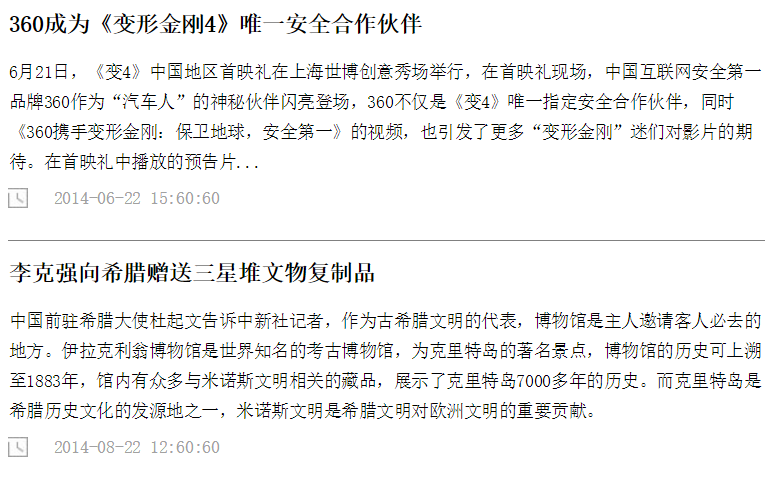 360成为《变形金刚4》唯一安全合作伙伴
6月21日，《变4》中国地区首映礼在上海世博创意秀场举行，在首映礼现场，中国互联网安全第一
品牌360作为“汽车人”的神秘伙伴闪亮登场，360不仅是《变4》唯一指定安全合作伙伴，同时
《360携手变形金刚：保卫地球，安全第一》的视频，也引发了更多“变形金刚”迷们对影片的期
待。在首映礼中播放的预告片...
2014-06-22 15:60:60
李克强向希腊赠送三星堆文物复制品
中国前驻希腊大使杜起文告诉中新社记者，作为古希腊文明的代表，博物馆是主人邀请客人必去的
地方。伊拉克利翁博物馆是世界知名的考古博物馆，为克里特岛的著名景点，博物馆的历史可上溯
至1883年，馆内有众多与米诺斯文明相关的藏品，展示了克里特岛7000多年的历史。而克里特岛是
希腊历史文化的发源地之一，米诺斯文明是希腊文明对欧洲文明的重要贡献。
2014-08-22 12:60:60